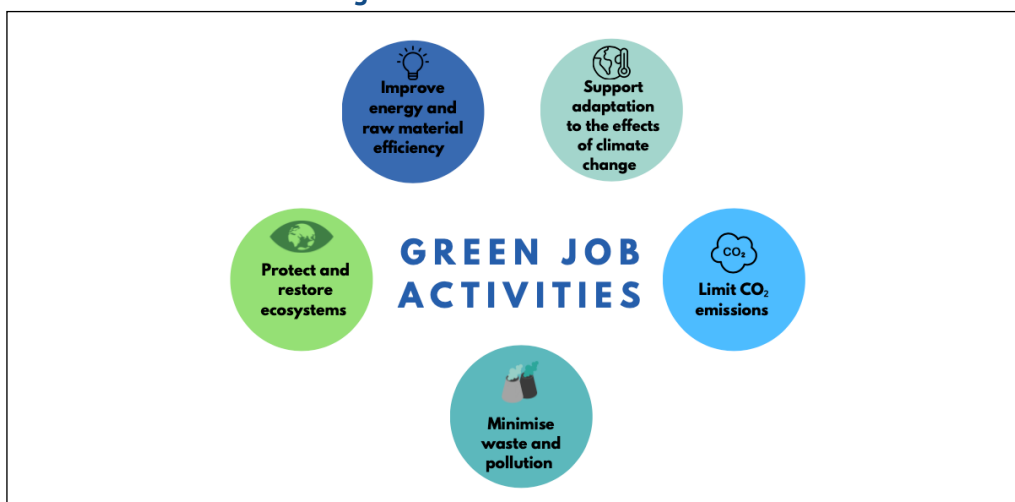 Improve
energy and
raw material
efficiency
Support
adaptation
to the effects
of climate
change
GREEN JOB
ACTIVITIES
Protect and
restore
ecosystems
CO₂
Limit CO₂
emissions
Minimise
waste and
pollution